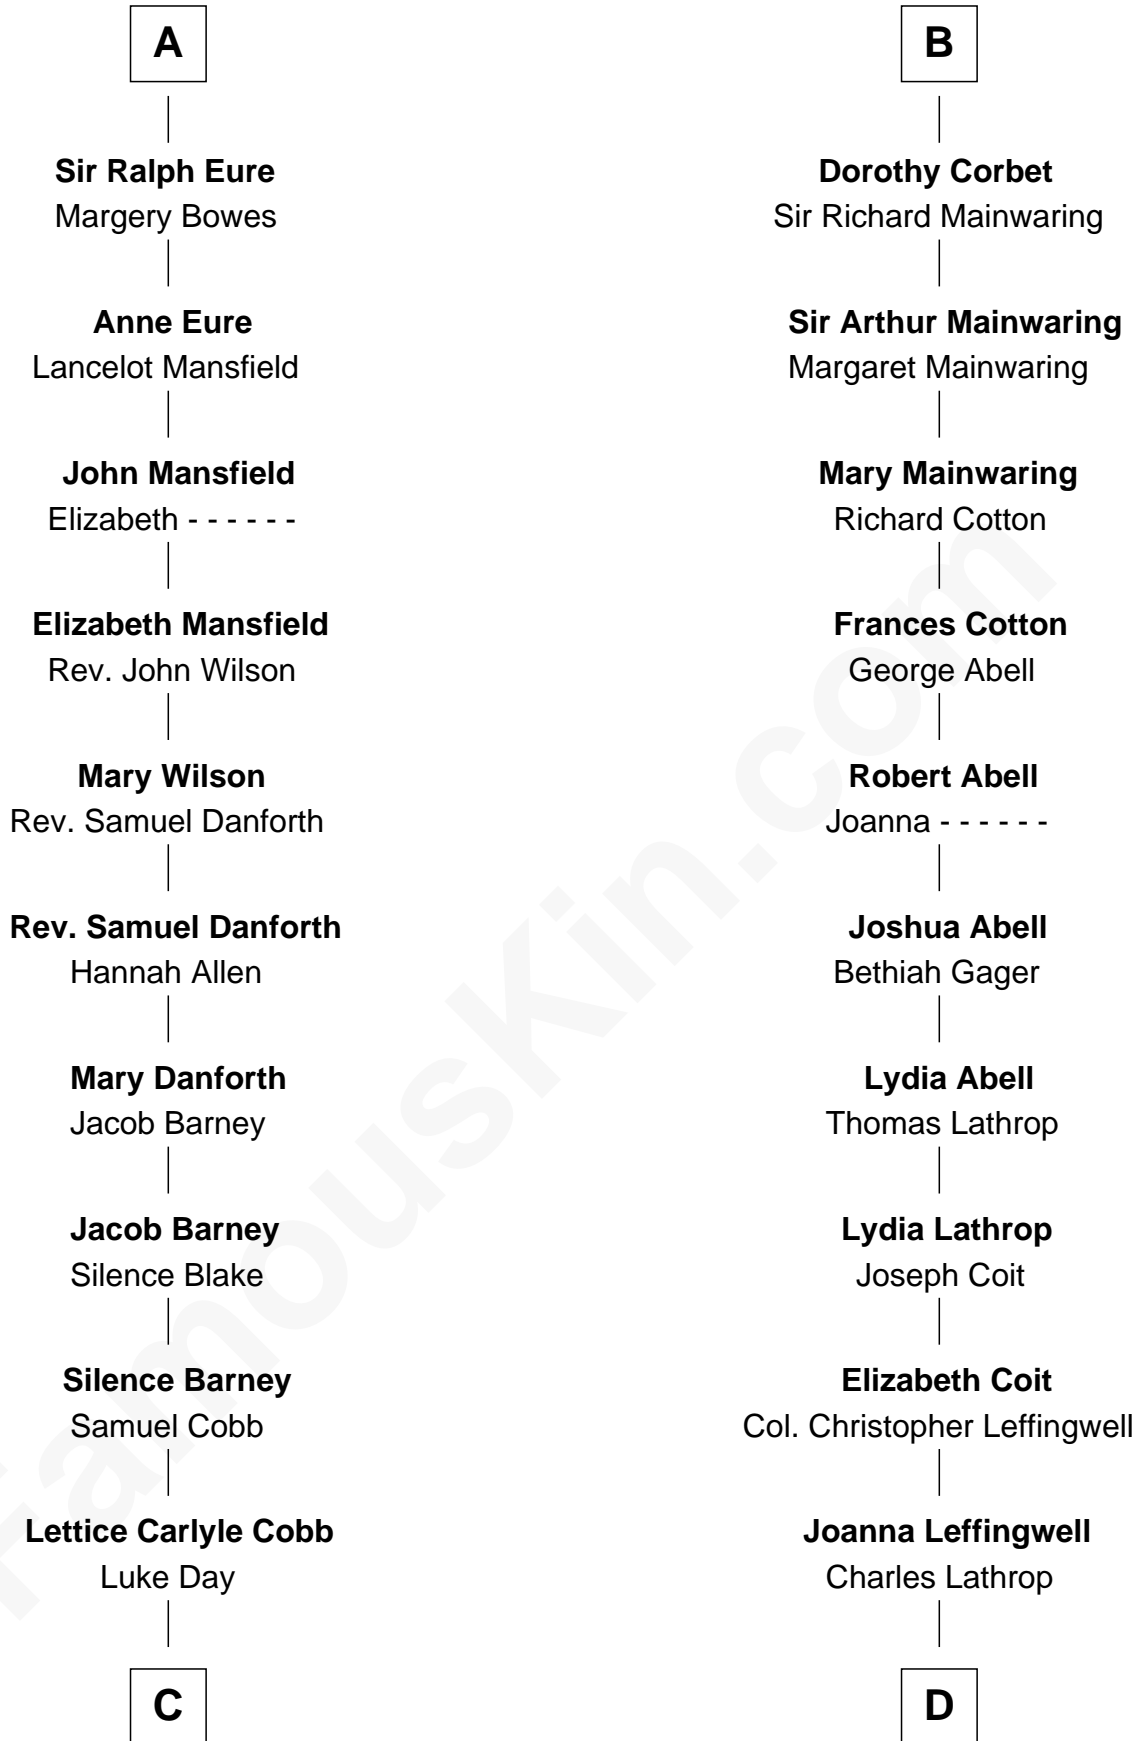 A
Sir Ralph Eure
Margery Bowes
Anne Eure
Lancelot Mansfield
John Mansfield
Elizabeth - - - - - -
Elizabeth Mansfield
Rev. John Wilson
Mary Wilson
Rev. Samuel Danforth
Rev. Samuel Danforth
Hannah Allen
Mary Danforth
Jacob Barney
Jacob Barney
Silence Blake
Silence Barney
Samuel Cobb
Lettice Carlyle Cobb
Luke Day
C
B
Dorothy Corbet
Sir Richard Mainwaring
Sir Arthur Mainwaring
Margaret Mainwaring
Mary Mainwaring
Richard Cotton
Frances Cotton
George Abell
Robert Abell
Joanna - - - - - -
Joshua Abell
Bethiah Gager
Lydia Abell
Thomas Lathrop
Lydia Lathrop
Joseph Coit
Elizabeth Coit
Col. Christopher Leffingwell
Joanna Leffingwell
Charles Lathrop
D
FamousKin.com